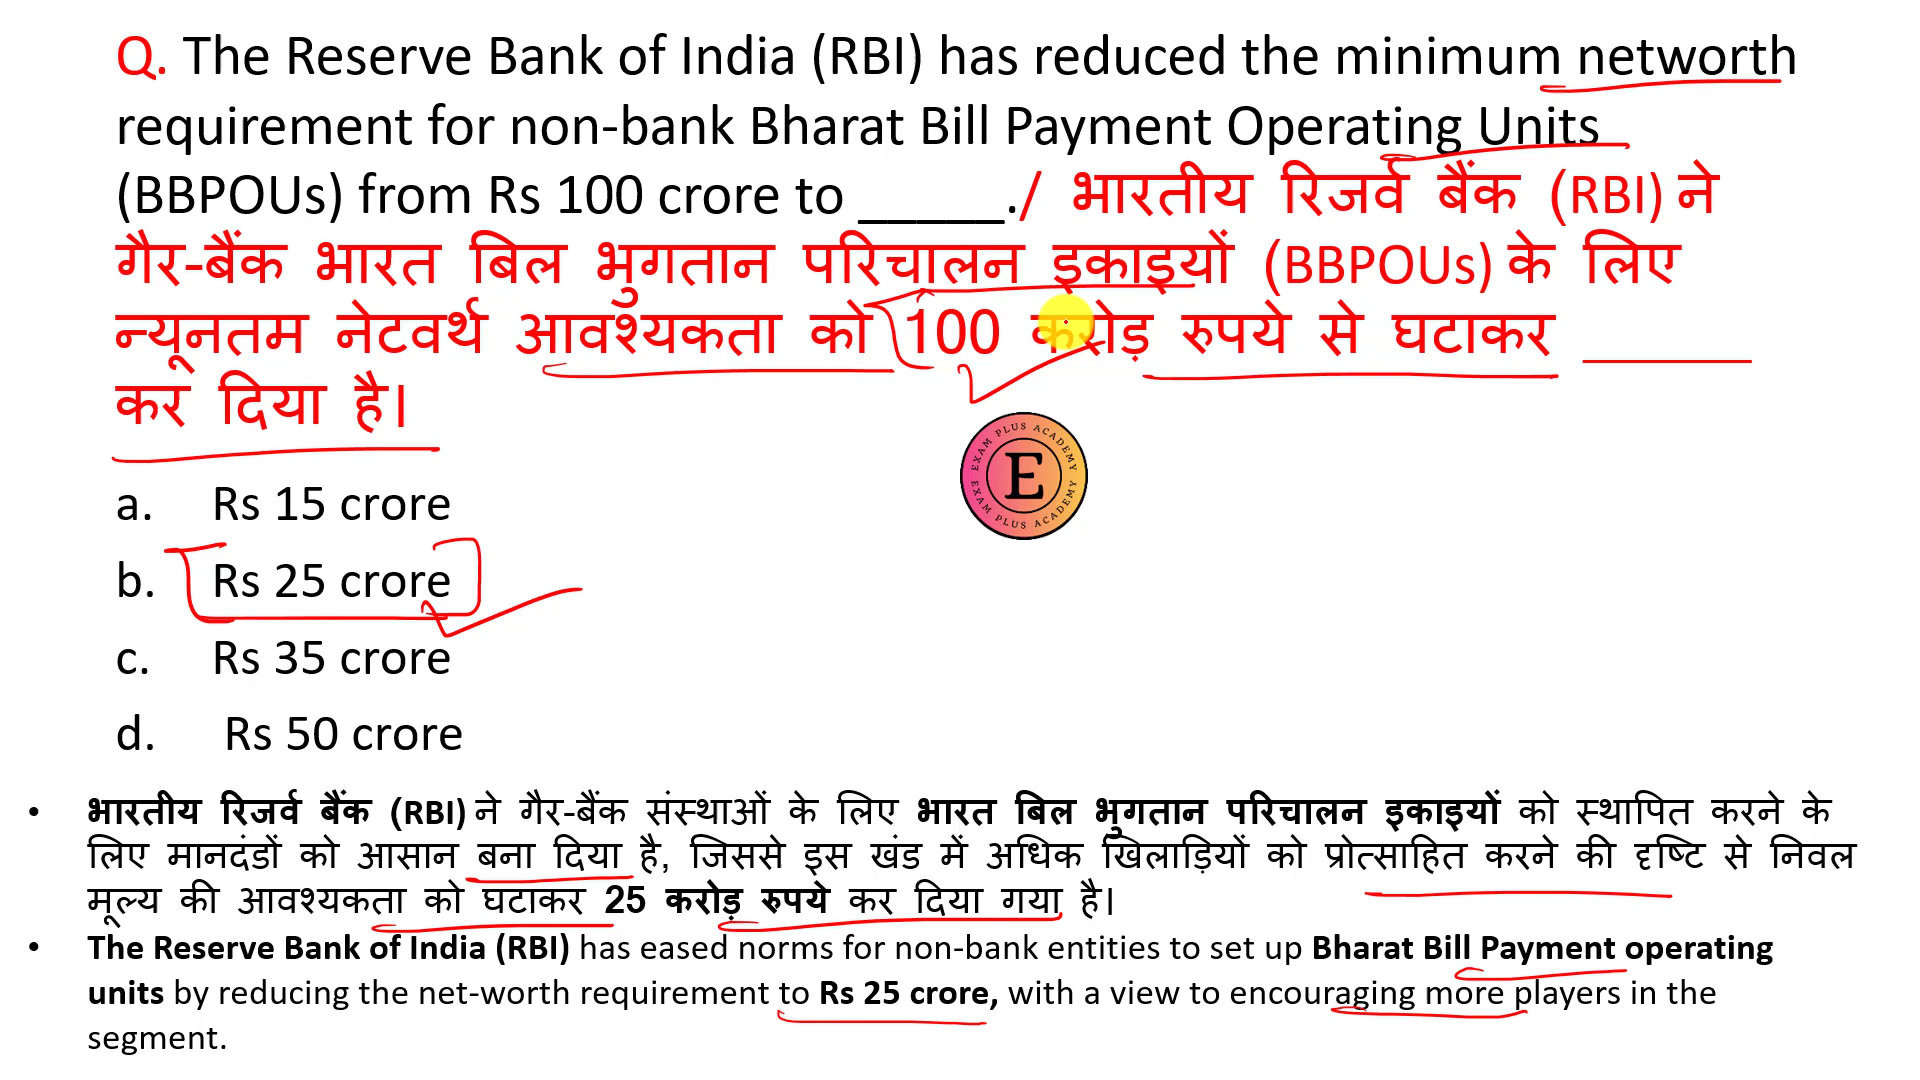 Q. The Reserve Bank of India (RBI) has reduced the minimum networth
requirement for non-bank Bharat Bill Payment Operating Units
(BBPOUs) from Rs 100 crore to _____./ भारतीय रिजर्व बैंक (RBI) ने
गैर-बैंक भारत बिल भुगतान परिचालन इकाइयों (BBPOUs) के लिए
न्यूनतम नेटवर्थ आवश्यकता को 100 करोड़ रुपये से घटाकर ______
कर दिया है।
EXAM PLUS ACADEMY
E
EXAM PLUS ACADEMY
a. Rs 15 crore
b. Rs 25 crore
c. Rs 35 crore
d. Rs 50 crore
• भारतीय रिजर्व बैंक (RBI) ने गैर-बैंक संस्थाओं के लिए भारत बिल भुगतान परिचालन इकाइयों को स्थापित करने के
लिए मानदंडों को आसान बना दिया है, जिससे इस खंड में अधिक खिलाड़ियों को प्रोत्साहित करने की दृष्टि से निवल
मूल्य की आवश्यकता को घटाकर 25 करोड़ रुपये कर दिया गया है।
• The Reserve Bank of India (RBI) has eased norms for non-bank entities to set up Bharat Bill Payment operating
units by reducing the net-worth requirement to Rs 25 crore, with a view to encouraging more players in the
segment.